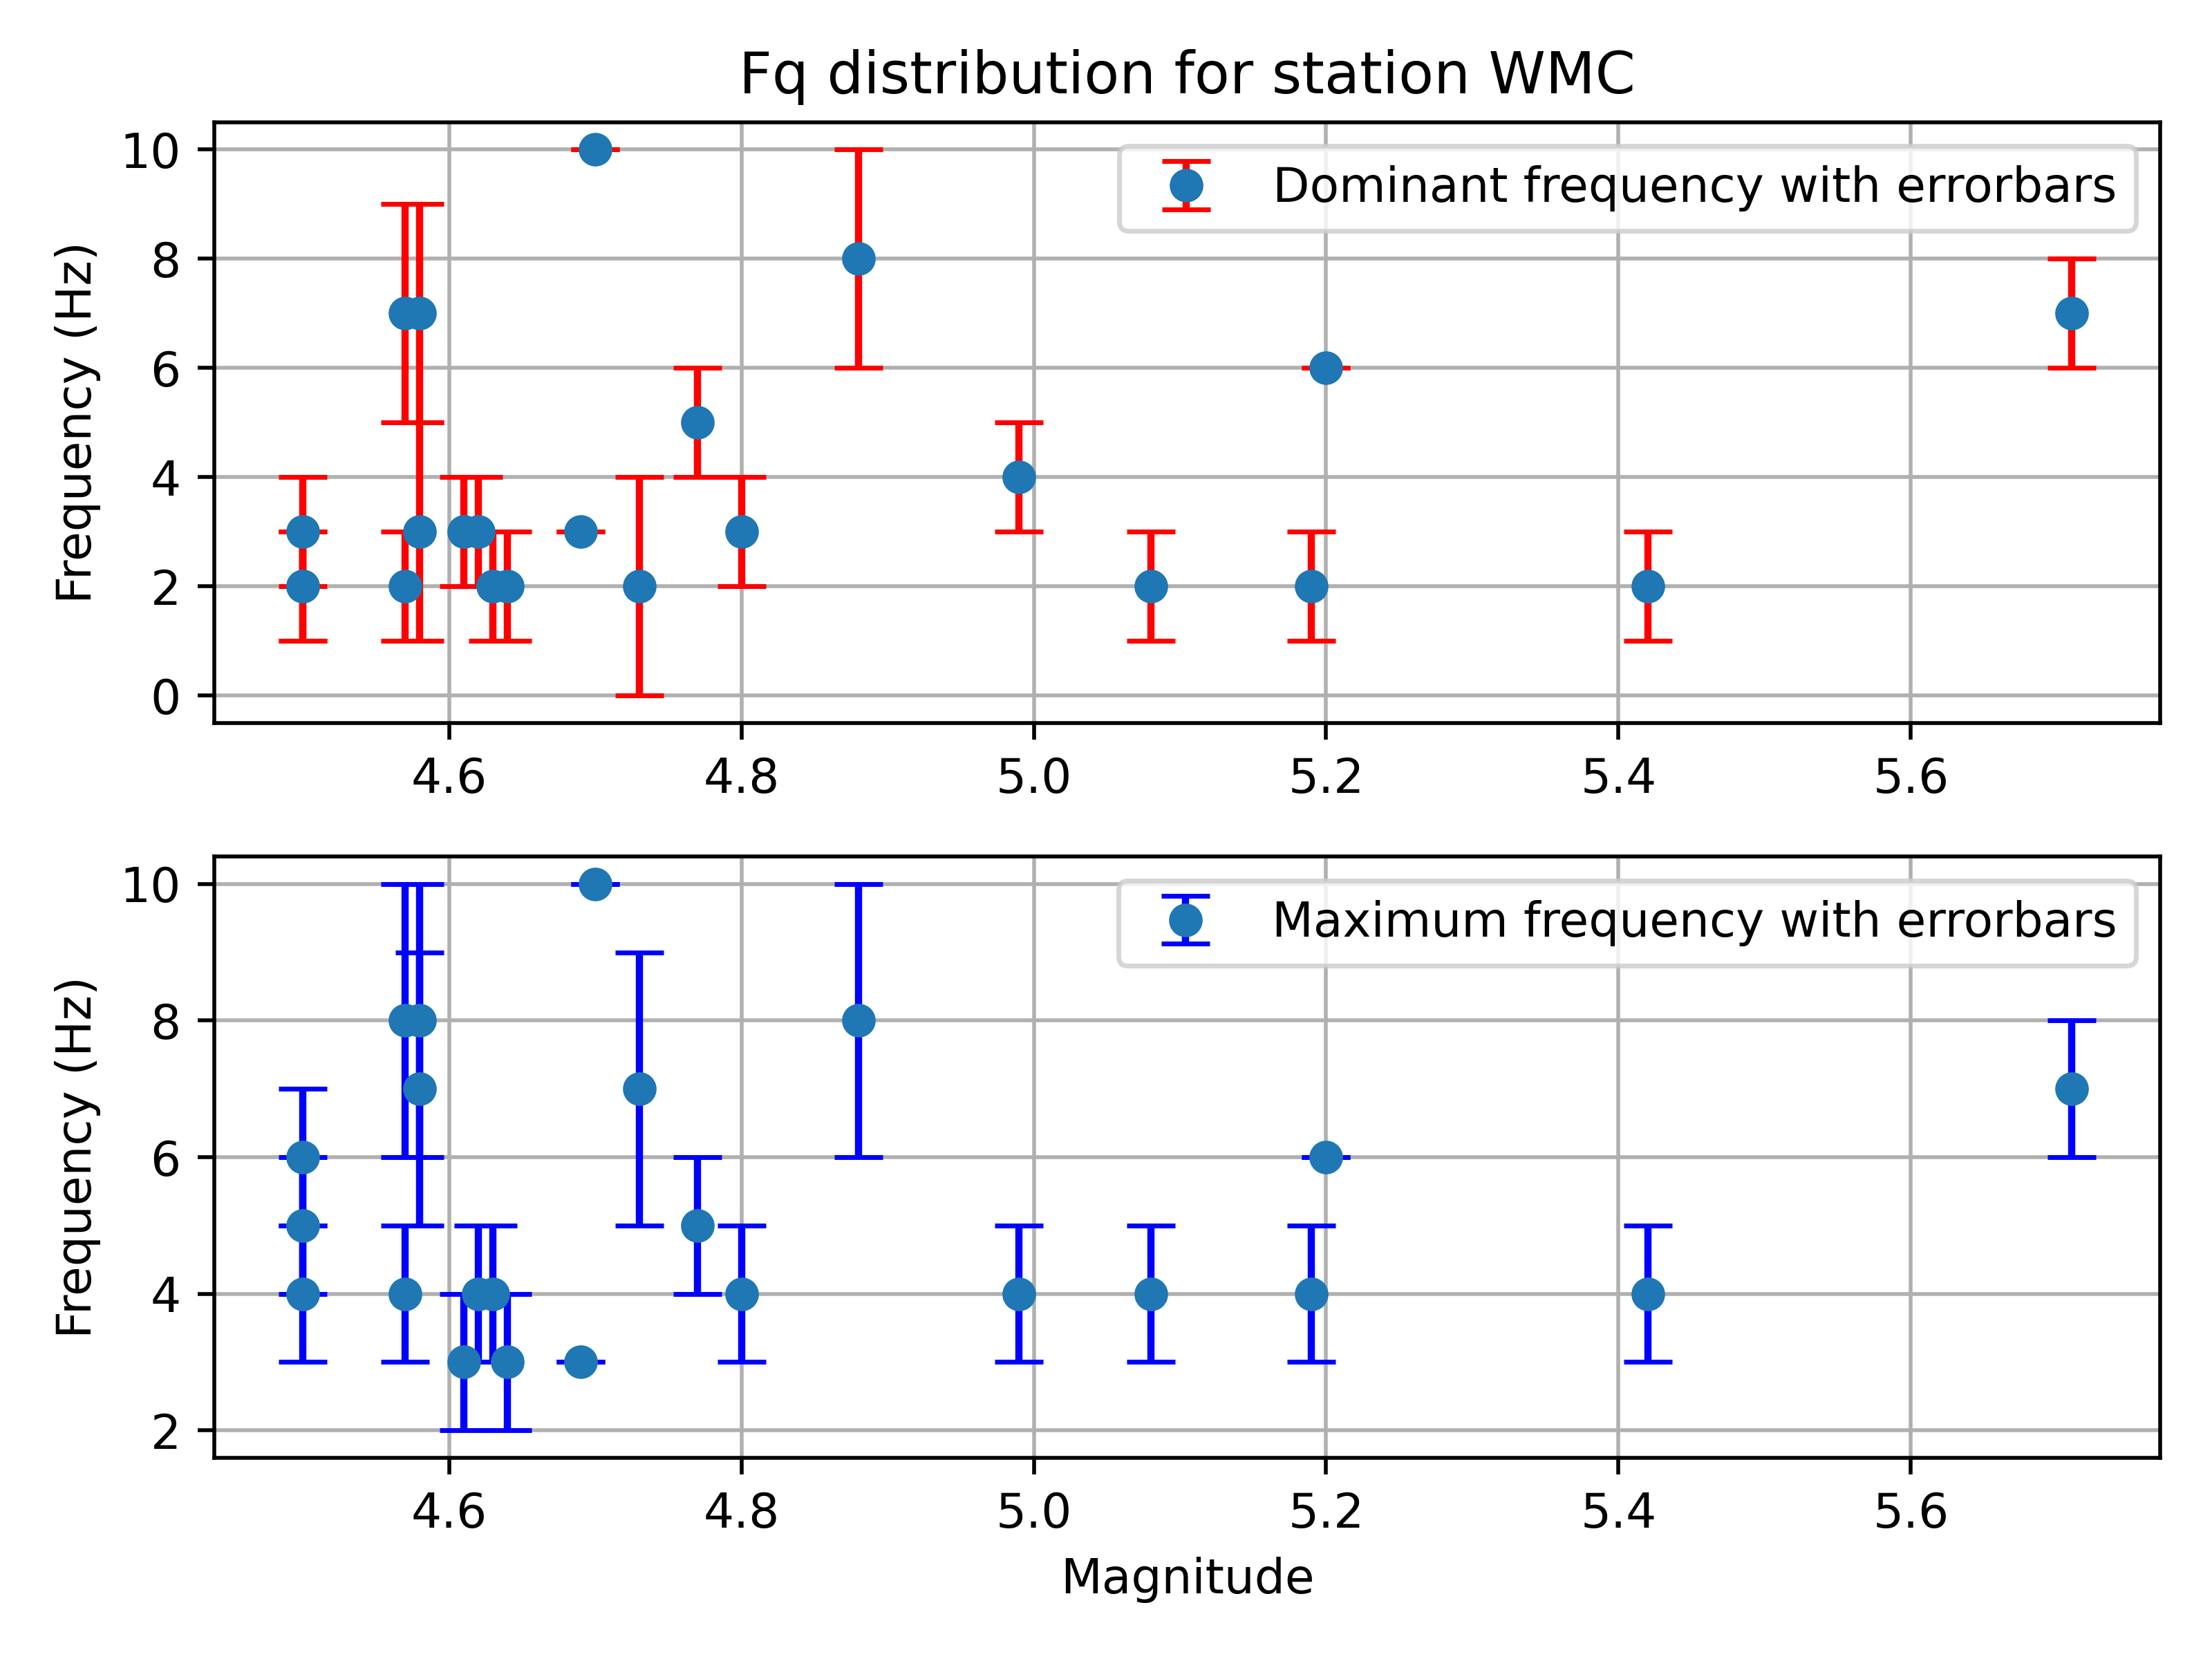 Fq distribution for station WMC
Dominant frequency with errorbars
Frequency (Hz)
10
8
6
4
2
0
4.6 4.8 5.0 5.2 5.4 5.6
Maximum frequency with errorbars
Frequency (Hz)
10
8
6
4
2
4.6 4.8 5.0 5.2 5.4 5.6
Magnitude